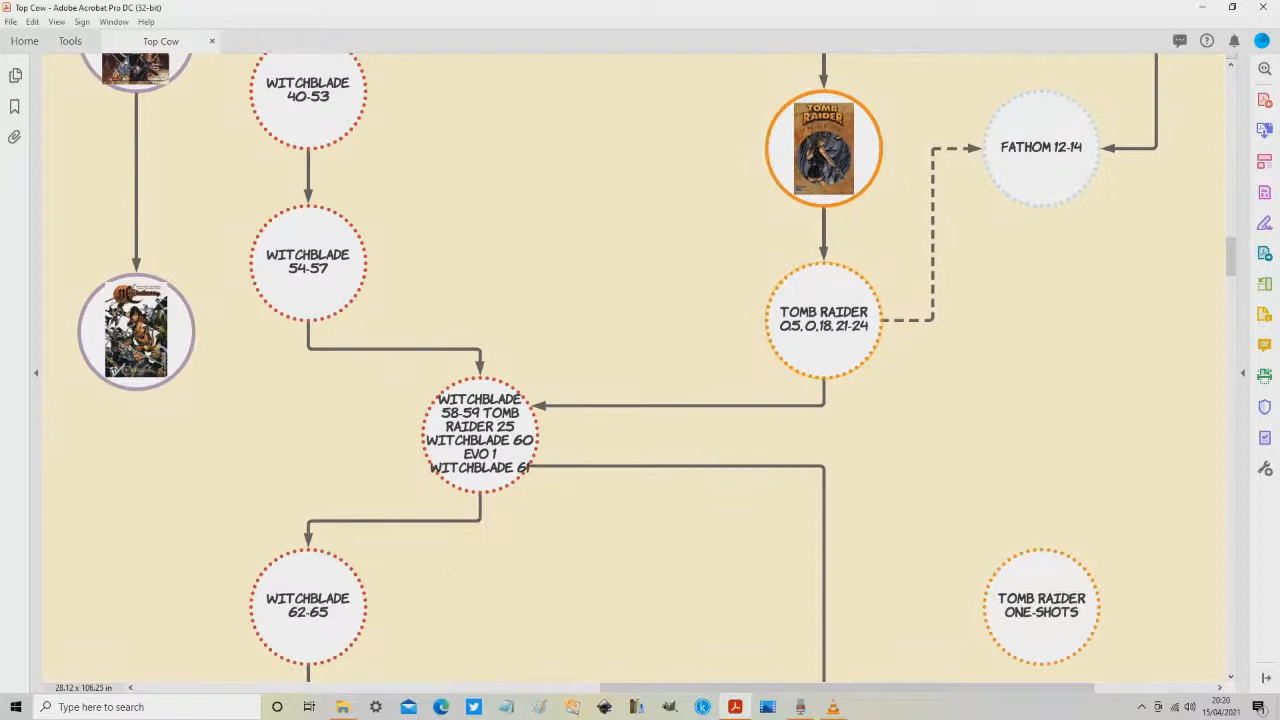 Top Cow - Adobe Acrobat Pro DC (32-bit)
File Edit View Sign Window Help
Home Tools Top Cow
WITCHBLADE
40-53
TOMB
RAIDER
FATHOM 12-14
WITCHBLADE
54-57
TOMB RAIDER
0.5, 0, 18, 21-24
WITCHBLADE
58-59 TOMB
RAIDER 25
WITCHBLADE 60
EVO 1
WITCHBLADE 61
WITCHBLADE
62-65
TOMB RAIDER
ONE-SHOTS
28.12 x 106.25 in
Type here to search
20:20
15/04/2021